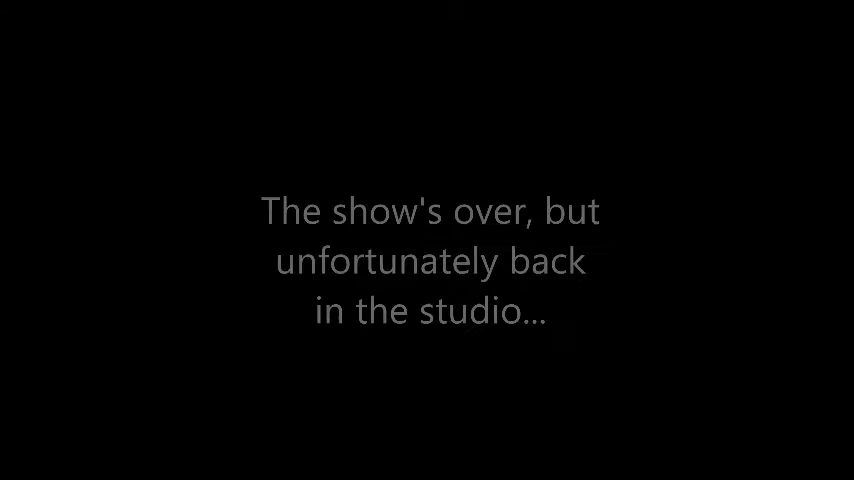 The show's over, but
unfortunately back
in the studio...